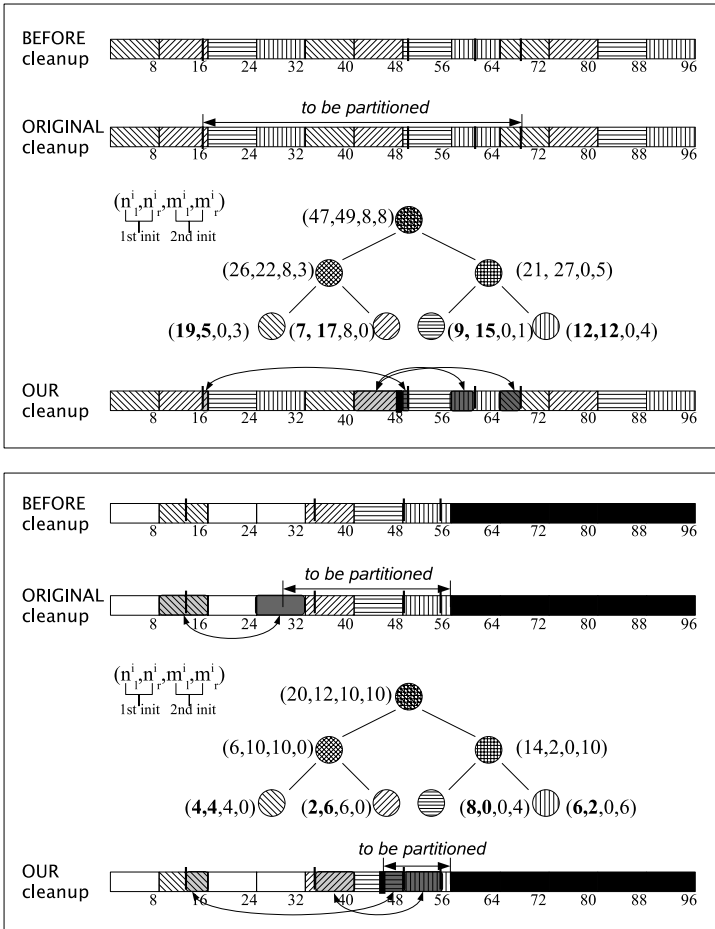 BEFORE
cleanup
8 16 24 32 40 48 56 64 72 80 88 96
to be partitioned
ORIGINAL
cleanup
8 16 24 32 40 48 56 64 72 80 88 96
(nᶦₗ,nᶦᵣ,mᶦₗ,mᶦᵣ)
1st init 2nd init
(47,49,8,8)
(26,22,8,3) (21, 27,0,5)
(19,5,0,3) (7, 17,8,0) (9, 15,0,1) (12,12,0,4)
OUR
cleanup
8 16 24 32 40 48 56 64 72 80 88 96
BEFORE
cleanup
8 16 24 32 40 48 56 64 72 80 88 96
to be partitioned
ORIGINAL
cleanup
8 16 24 32 40 48 56 64 72 80 88 96
(nᶦₗ,nᶦᵣ,mᶦₗ,mᶦᵣ)
1st init 2nd init
(20,12,10,10)
(6,10,10,0) (14,2,0,10)
(4,4,4,0) (2,6,6,0) (8,0,0,4) (6,2,0,6)
to be partitioned
OUR
cleanup
8 16 24 32 40 48 56 64 72 80 88 96